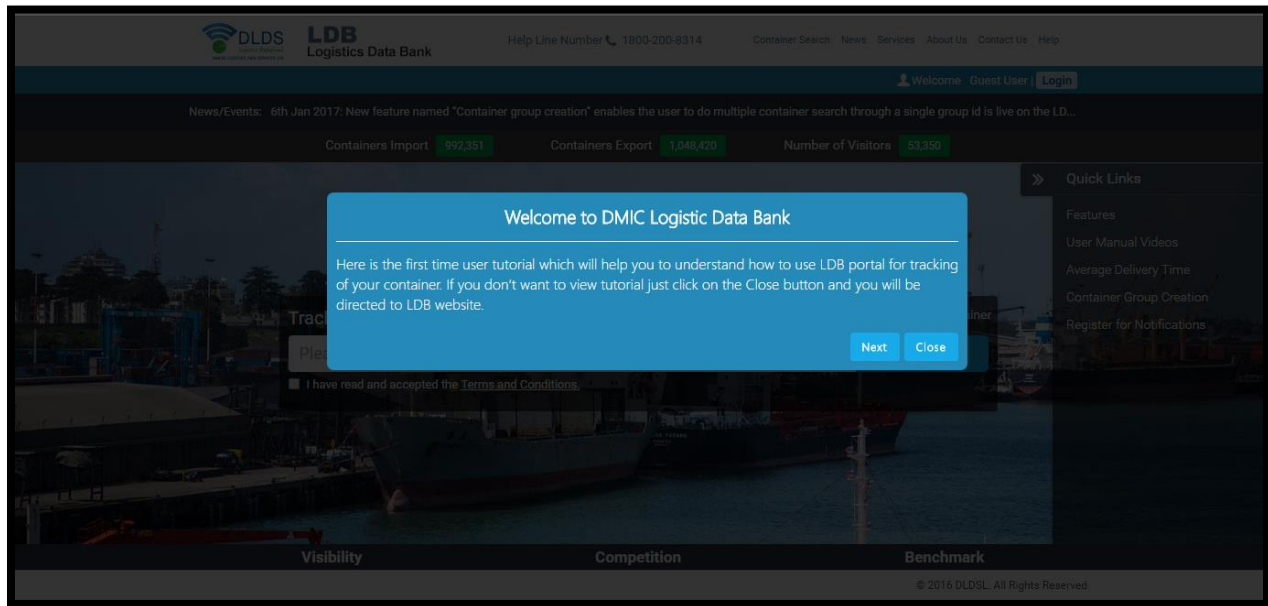 DLDS
LDB
Logistics Data Bank
Help Line Number 1800-200-8314
Container Search News Services About Us Contact Us Help
Welcome Guest User | Login
News/Events: 6th Jan 2017: New feature named "Container group creation" enables the user to do multiple container search through a single group id is live on the LD...
Containers Import 992,351 Containers Export 1,048,420 Number of Visitors 53,350
Quick Links
Features
User Manual Videos
Average Delivery Time
Container Group Creation
Register for Notifications
Welcome to DMIC Logistic Data Bank
Here is the first time user tutorial which will help you to understand how to use LDB portal for tracking
of your container. If you don't want to view tutorial just click on the Close button and you will be
directed to LDB website.
Next Close
I have read and accepted the Terms and Conditions.
Visibility Competition Benchmark
© 2016 DLDSL. All Rights Reserved